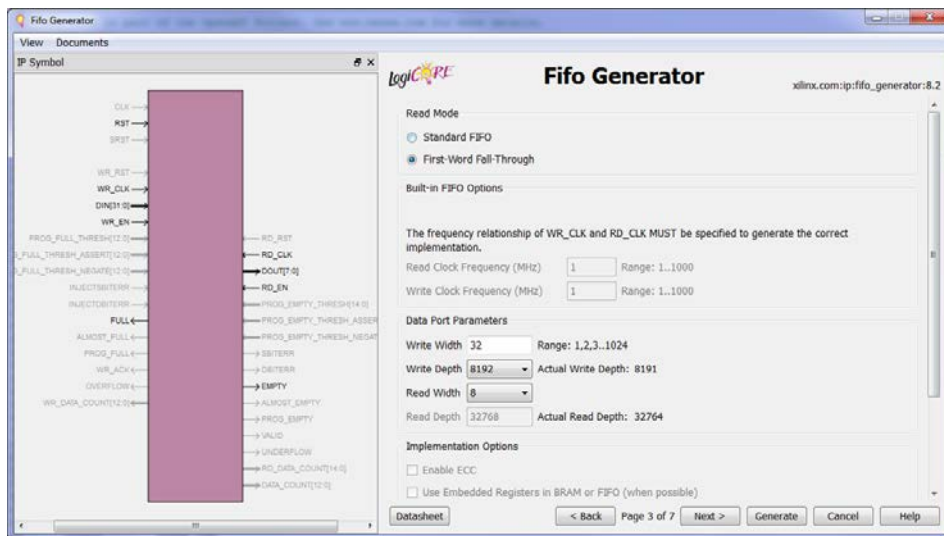 Fifo Generator
View Documents
IP Symbol
CLK
RST
SRST
WR_RST
WR_CLK
DIN[31:0]
WR_EN
PROG_FULL_THRESH[12:0]
G_FULL_THRESH_ASSERT[12:0]
G_FULL_THRESH_NEGATE[12:0]
INJECTSBITERR
INJECTDBITERR
FULL
ALMOST_FULL
PROG_FULL
WR_ACK
OVERFLOW
WR_DATA_COUNT[12:0]
RD_RST
RD_CLK
DOUT[7:0]
RD_EN
PROG_EMPTY_THRESH[14:0]
PROG_EMPTY_THRESH_ASSER
PROG_EMPTY_THRESH_NEGAT
SBITERR
DBITERR
EMPTY
ALMOST_EMPTY
PROG_EMPTY
VALID
UNDERFLOW
RD_DATA_COUNT[14:0]
DATA_COUNT[12:0]
LogiCORE
Fifo Generator
xilinx.com:ip:fifo_generator:8.2
Read Mode
Standard FIFO
First-Word Fall-Through
Built-in FIFO Options
The frequency relationship of WR_CLK and RD_CLK MUST be specified to generate the correct
implementation.
Read Clock Frequency (MHz) 1 Range: 1..1000
Write Clock Frequency (MHz) 1 Range: 1..1000
Data Port Parameters
Write Width 32 Range: 1,2,3..1024
Write Depth 8192 Actual Write Depth: 8191
Read Width 8
Read Depth 32768 Actual Read Depth: 32764
Implementation Options
Enable ECC
Use Embedded Registers in BRAM or FIFO (when possible)
Datasheet < Back Page 3 of 7 Next > Generate Cancel Help